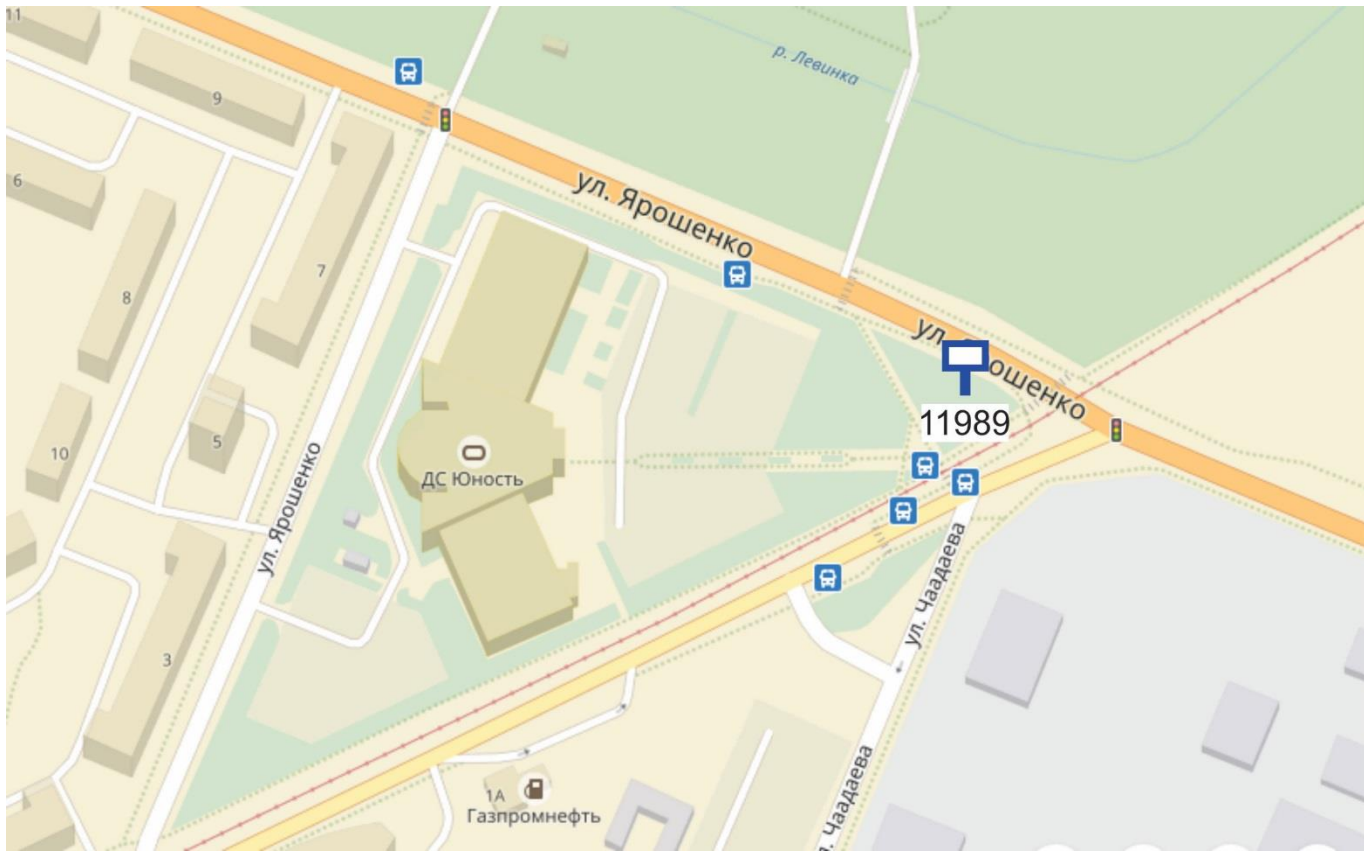 11
9
р. Левинка
6
ул. Ярошенко
7
8
ул. Ярошенко
11989
5
10
ДС Юность
ул. Ярошенко
ул. Чаадаева
3
1А
Газпромнефть
ул. Чаадаева